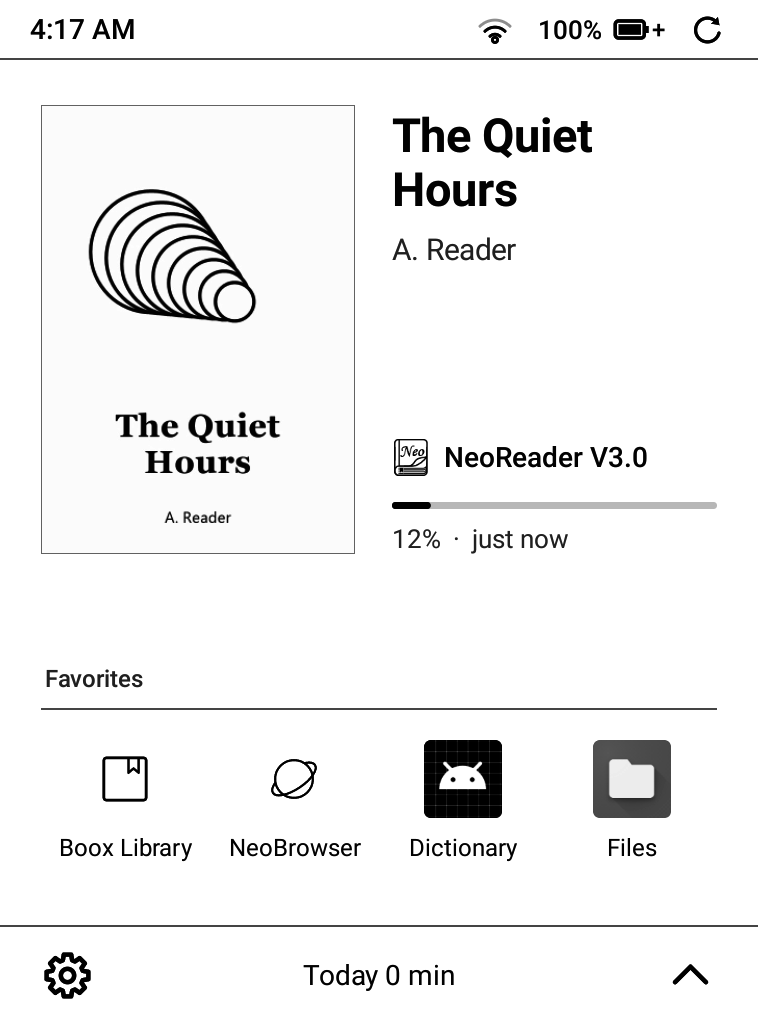 4:17 AM 100% +
The Quiet
Hours
A. Reader
The Quiet
Hours
A. Reader
Neo NeoReader V3.0
12% · just now
Favorites
Boox Library NeoBrowser Dictionary Files
Today 0 min